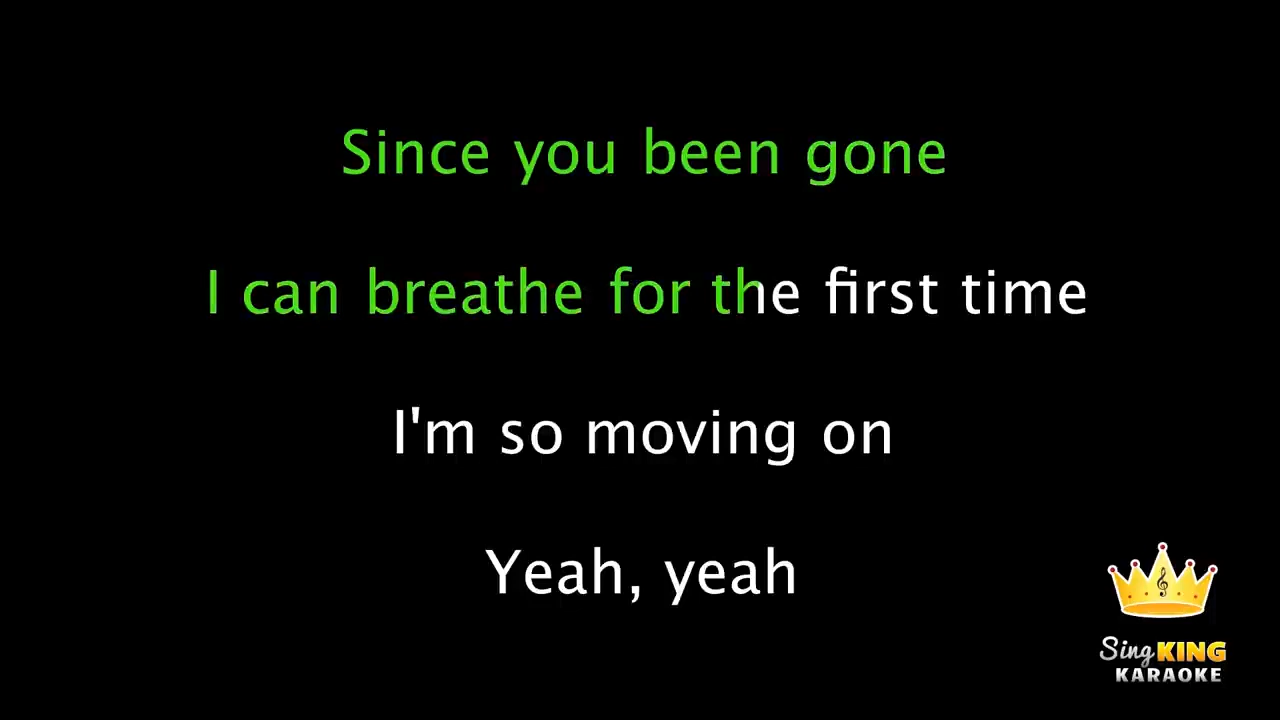 Since you been gone
I can breathe for the first time
I'm so moving on
Yeah, yeah
Sing KING
KARAOKE